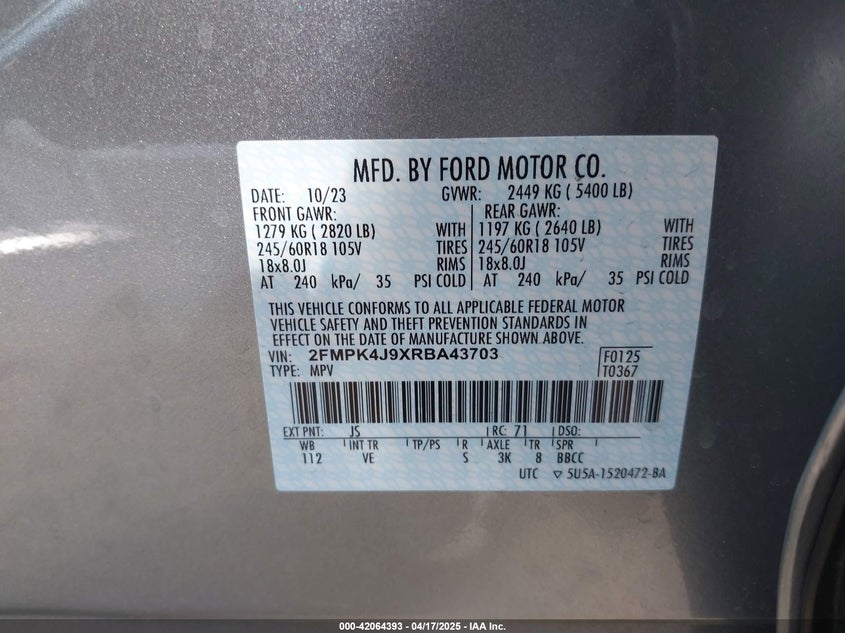 MFD. BY FORD MOTOR CO.
DATE: 10/23 GVWR: 2449 KG ( 5400 LB)
FRONT GAWR: REAR GAWR:
1279 KG ( 2820 LB) WITH 1197 KG ( 2640 LB) WITH
245/60R18 105V TIRES 245/60R18 105V TIRES
18x8.0J RIMS 18x8.0J RIMS
AT 240 kPa/ 35 PSI COLD AT 240 kPa/ 35 PSI COLD
THIS VEHICLE CONFORMS TO ALL APPLICABLE FEDERAL MOTOR
VEHICLE SAFETY AND THEFT PREVENTION STANDARDS IN
EFFECT ON THE DATE OF MANUFACTURE SHOWN ABOVE.
VIN: 2FMPK4J9XRBA43703 F0125
TYPE: MPV T0367
EXT PNT: JS RC: 71 DSO:
WB INT TR TP/PS R AXLE TR SPR
112 VE S 3K 8 BBCC
UTC ▽ 5U5A-1520472-BA
000-42064393 - 04/17/2025 - IAA Inc.